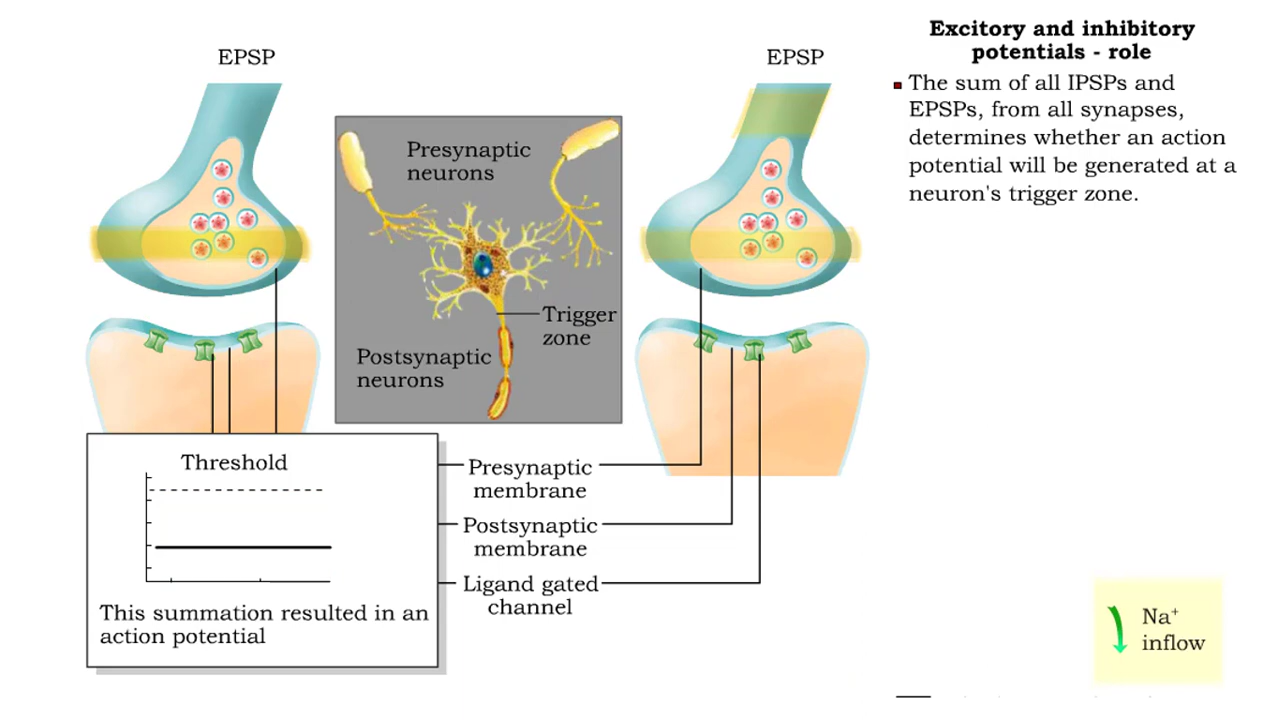 Excitory and inhibitory
potentials - role
The sum of all IPSPs and
EPSPs, from all synapses,
determines whether an action
potential will be generated at a
neuron's trigger zone.
EPSP
EPSP
Presynaptic
neurons
Trigger
zone
Postsynaptic
neurons
Threshold
This summation resulted in an
action potential
Presynaptic
membrane
Postsynaptic
membrane
Ligand gated
channel
Na⁺
inflow